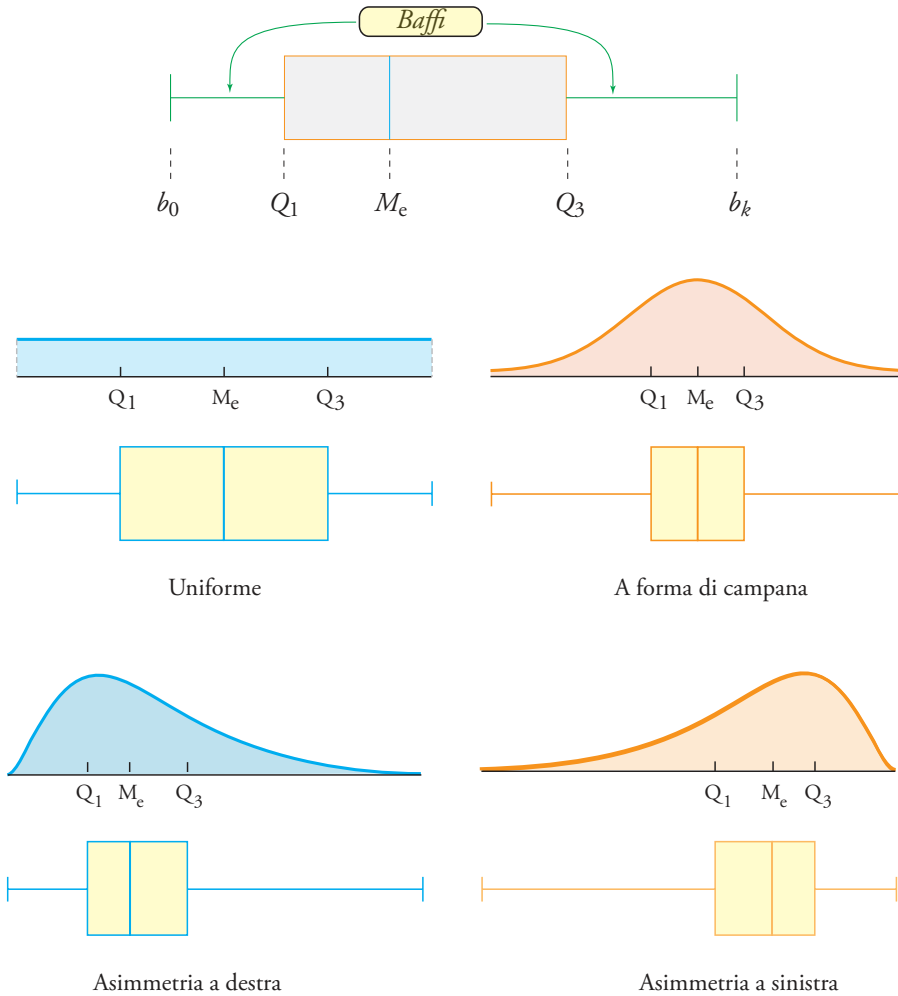 Baffi
b0 Q1 Me Q3 bk
Q1 Me Q3
Q1 Me Q3
Uniforme
A forma di campana
Q1 Me Q3
Q1 Me Q3
Asimmetria a destra
Asimmetria a sinistra